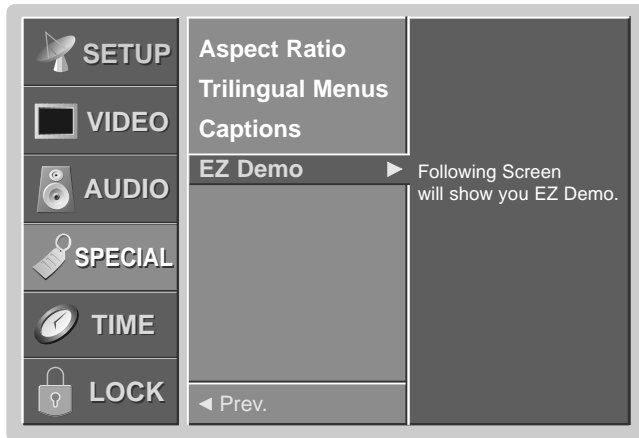 SETUP
VIDEO
AUDIO
SPECIAL
TIME
LOCK
Aspect Ratio
Trilingual Menus
Captions
EZ Demo ▶
◀ Prev.
Following Screen
will show you EZ Demo.